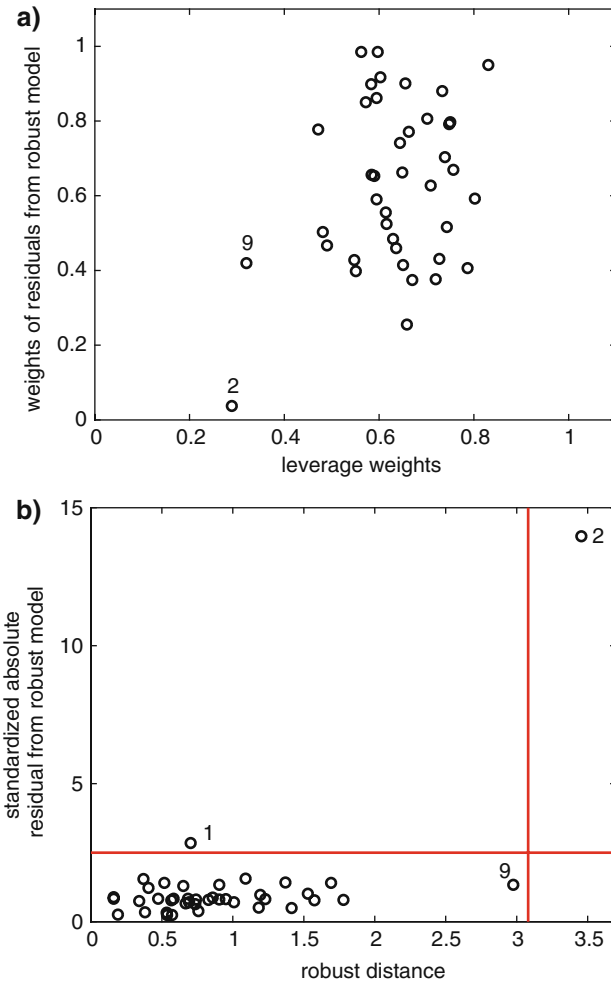 a)
1
0.8
0.6
0.4
0.2
0
weights of residuals from robust model
9
2
0 0.2 0.4 0.6 0.8 1
leverage weights
b)
15
10
5
0
standardized absolute
residual from robust model
2
1
9
0 0.5 1 1.5 2 2.5 3 3.5
robust distance